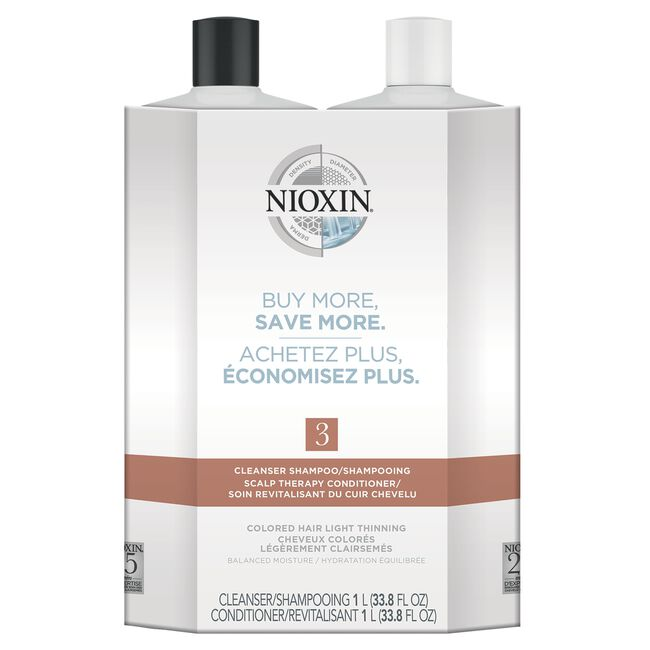 DENSITY
DIAMETER
NIOXIN®
DERMA
BUY MORE,
SAVE MORE.
ACHETEZ PLUS,
ÉCONOMISEZ PLUS.
3
CLEANSER SHAMPOO/SHAMPOOING
SCALP THERAPY CONDITIONER/
SOIN REVITALISANT DU CUIR CHEVELU
COLORED HAIR LIGHT THINNING
CHEVEUX COLORÉS
LÉGÈREMENT CLAIRSEMÉS
BALANCED MOISTURE / HYDRATATION ÉQUILIBRÉE
NIOXIN
5
NIO
2
CLEANSER/SHAMPOOING 1 L (33.8 FL OZ)
CONDITIONER/REVITALISANT 1 L (33.8 FL OZ)